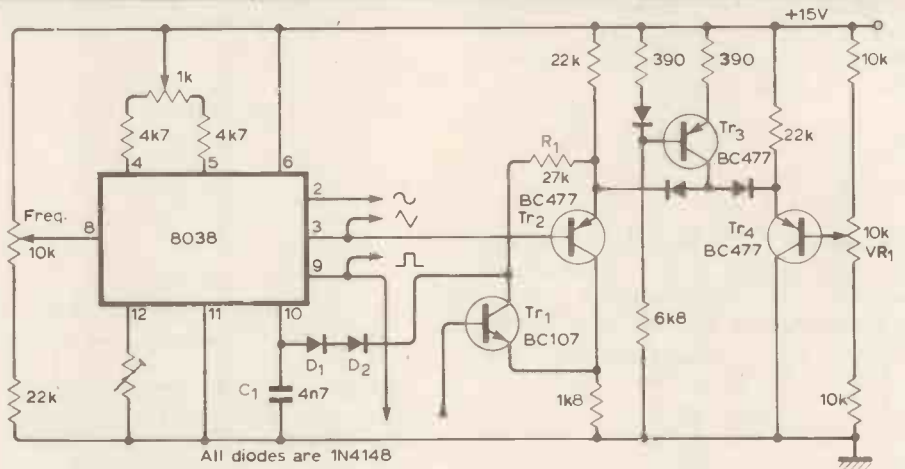 +15V
1k
22k
390
390
10k
4k7
4k7
R1
27k
Tr3
BC477
22k
4
5
6
2
Freq.
10k
8
8038
3
9
BC477
Tr2
Tr4
BC477
10k
VR1
12
11
10
D1
D2
Tr1
BC107
6k8
22k
C1
4n7
1k8
10k
All diodes are 1N4148